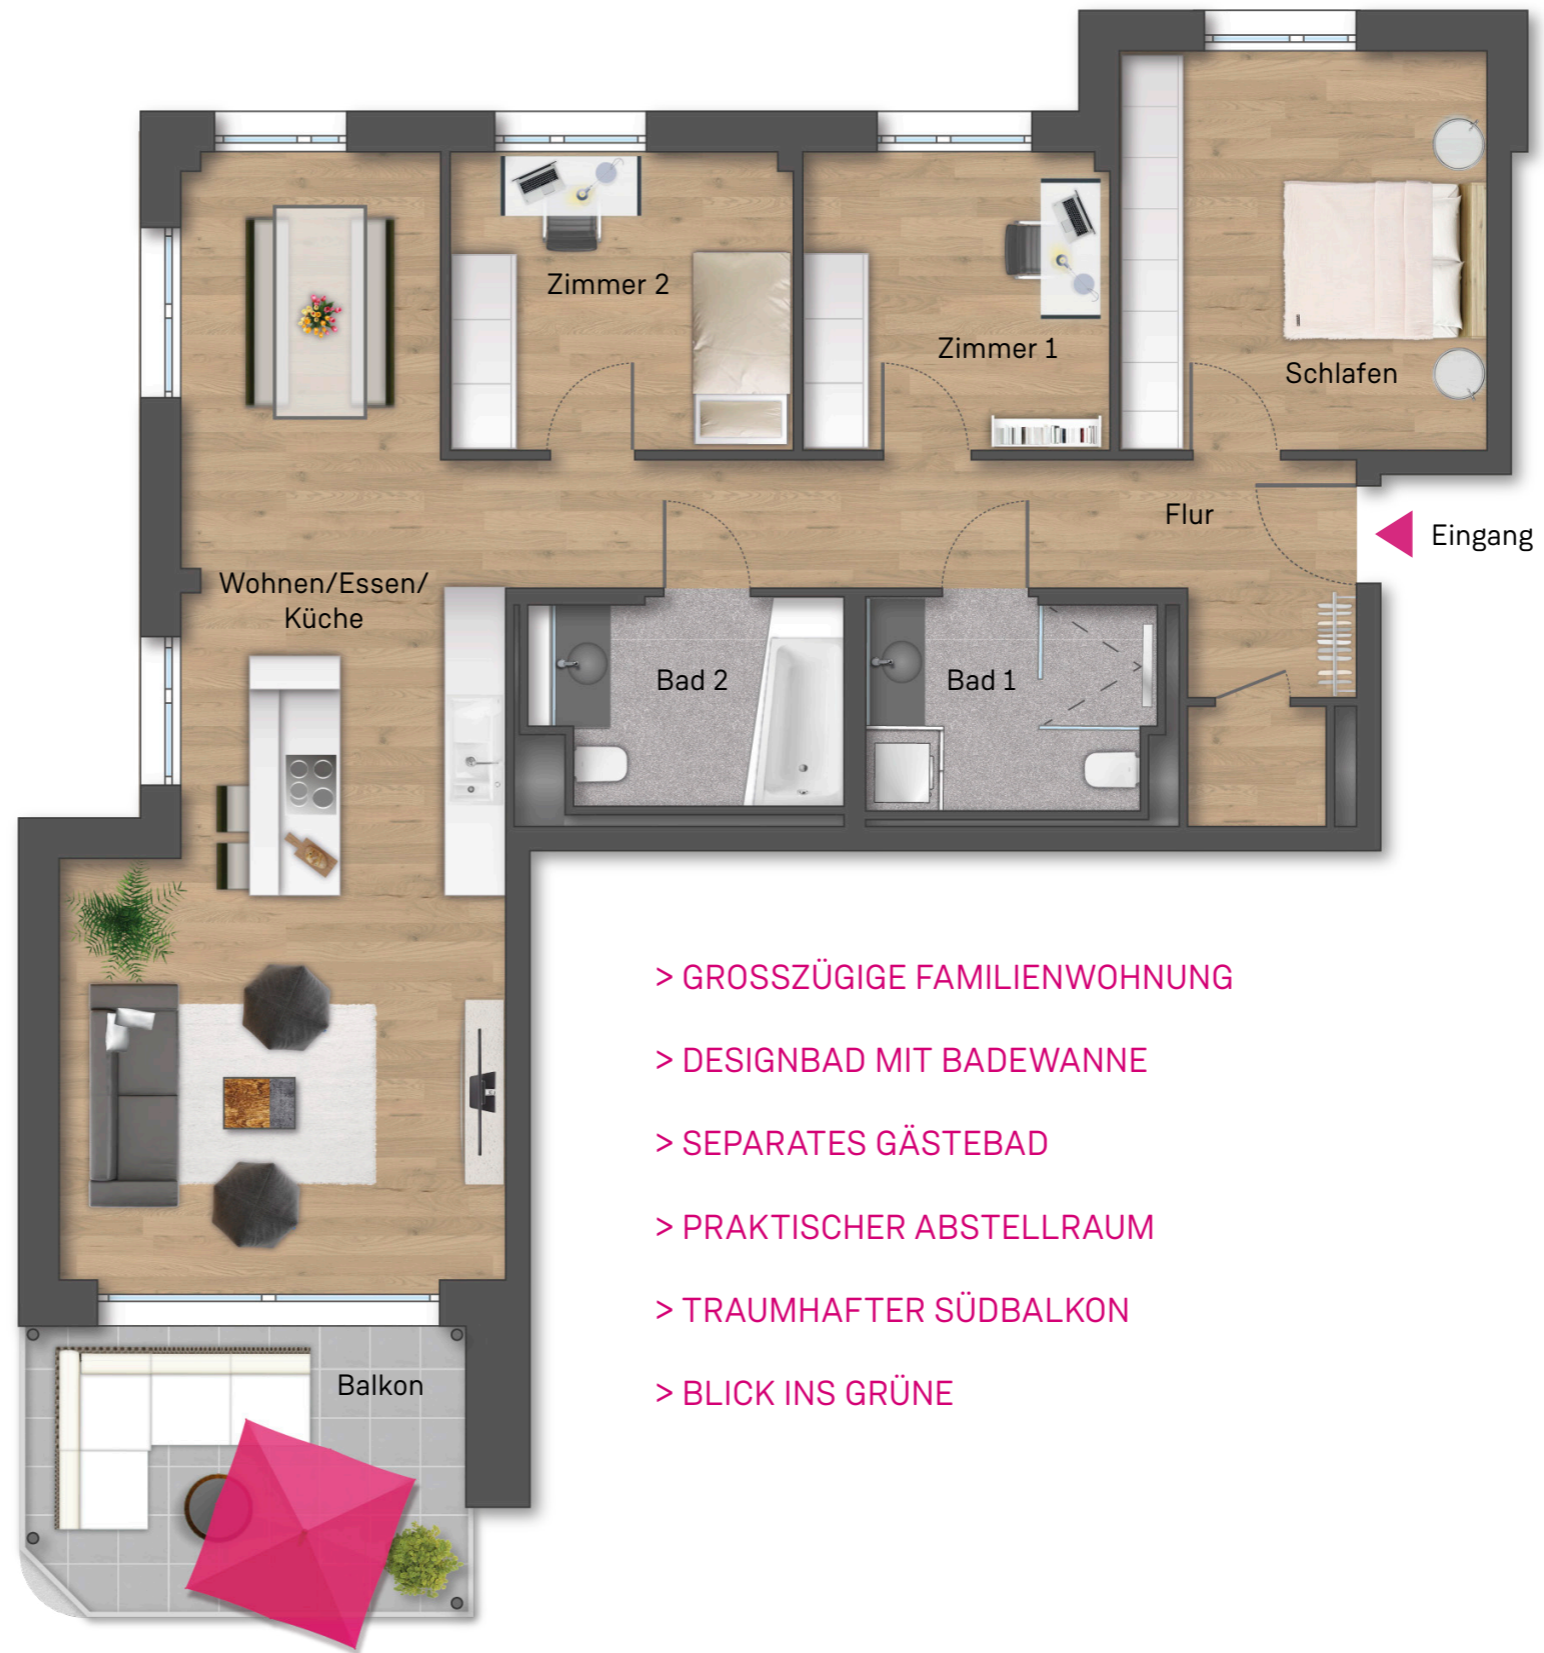 Zimmer 2
Zimmer 1
Schlafen
Flur
Eingang
Wohnen/Essen/
Küche
Bad 2
Bad 1
> GROSSZÜGIGE FAMILIENWOHNUNG
> DESIGNBAD MIT BADEWANNE
> SEPARATES GÄSTEBAD
> PRAKTISCHER ABSTELLRAUM
> TRAUMHAFTER SÜDBALKON
> BLICK INS GRÜNE
Balkon